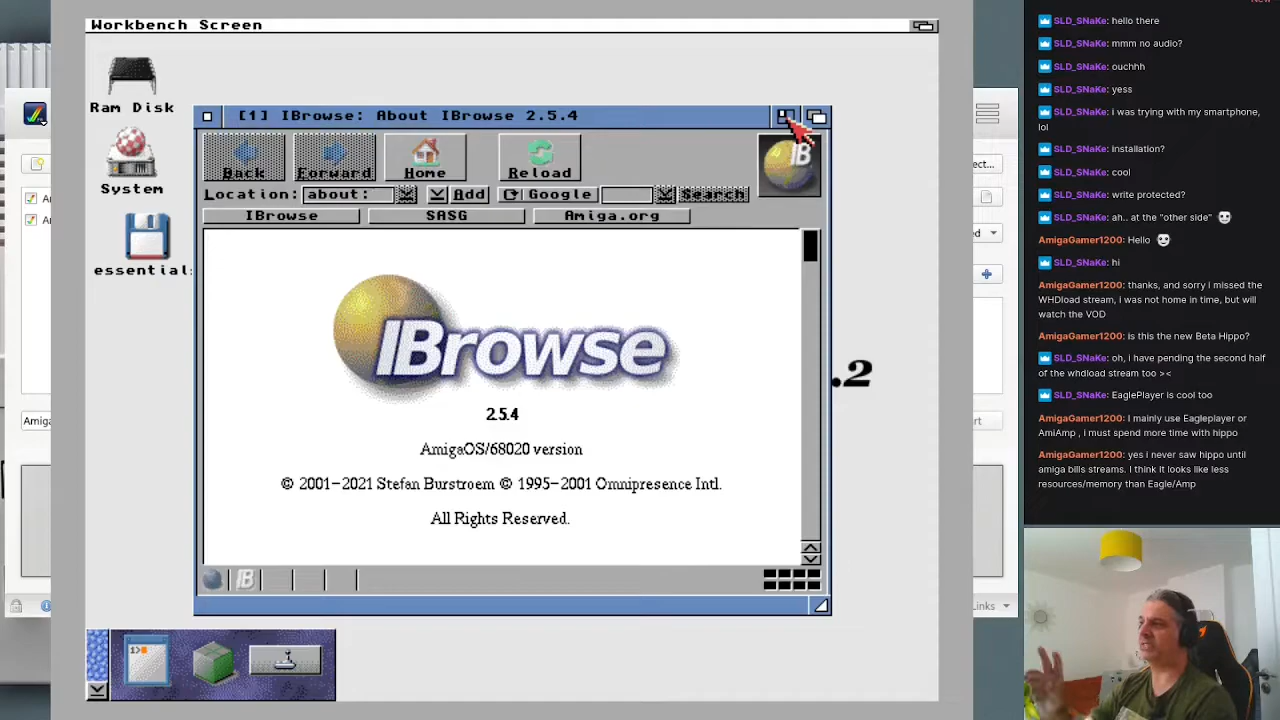 Workbench Screen
Ram Disk
System
essential
[1] IBrowse: About IBrowse 2.5.4
Back
Forward
Home
Reload
IB
Location: about:
Add
Google
Search
IBrowse
SASG
Amiga.org
IBrowse
2.5.4
AmigaOS/68020 version
© 2001-2021 Stefan Burstroem © 1995-2001 Omnipresence Intl.
All Rights Reserved.
IB
.2
1>
Amiga
ect...
d
rt
Links
SLD_SNaKe: hello there
SLD_SNaKe: mmm no audio?
SLD_SNaKe: ouchhh
SLD_SNaKe: yess
SLD_SNaKe: i was trying with my smartphone,
lol
SLD_SNaKe: installation?
SLD_SNaKe: cool
SLD_SNaKe: write protected?
SLD_SNaKe: ah.. at the "other side"
AmigaGamer1200: Hello
SLD_SNaKe: hi
AmigaGamer1200: thanks, and sorry I missed the
WHDload stream, i was not home in time, but will
watch the VOD
AmigaGamer1200: is this the new Beta Hippo?
SLD_SNaKe: oh, i have pending the second half
of the whdload stream too ><
SLD_SNaKe: EaglePlayer is cool too
AmigaGamer1200: I mainly use Eagleplayer or
AmiAmp , I must spend more time with hippo
AmigaGamer1200: yes i never saw hippo until
amiga bills streams. I think it looks like less
resources/memory than Eagle/Amp